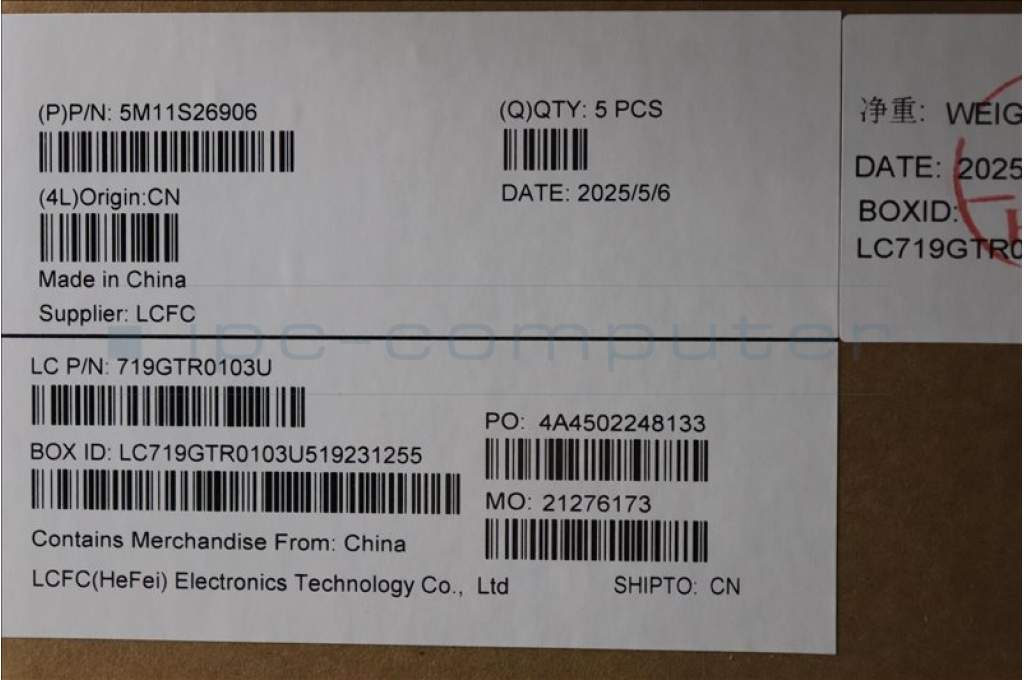 (P)P/N: 5M11S26906
(Q)QTY: 5 PCS
(4L)Origin:CN
DATE: 2025/5/6
Made in China
Supplier: LCFC
ipc-computer
LC P/N: 719GTR0103U
PO: 4A4502248133
BOX ID: LC719GTR0103U519231255
MO: 21276173
Contains Merchandise From: China
LCFC(HeFei) Electronics Technology Co., Ltd
SHIPTO: CN
净重: WEIG
DATE: 2025
BOXID:
LC719GTR0